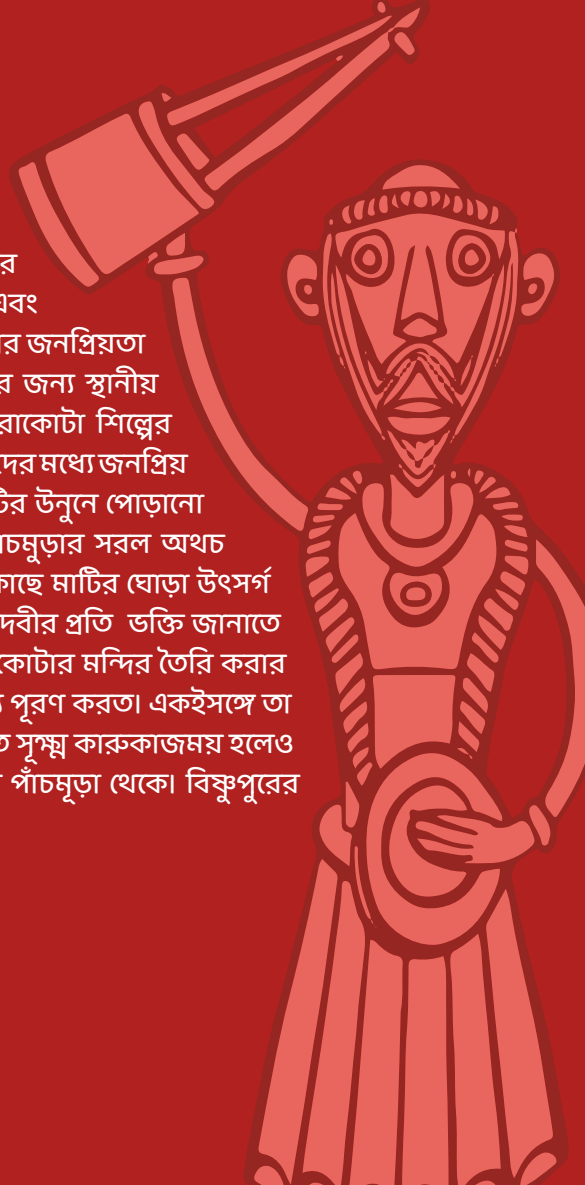 র
এবং
র জনপ্রিয়তা
র জন্য স্থানীয়
রাকোটা শিল্পের
দের মধ্যে জনপ্রিয়
টির উনুনে পোড়ানো
চমুড়ার সরল অথচ
কাছে মাটির ঘোড়া উৎসর্গ
দেবীর প্রতি ভক্তি জানাতে
কোটার মন্দির তৈরি করার
পূরণ করত। একইসঙ্গে তা
ত সূক্ষ্ম কারুকাজময় হলেও
পাঁচমূড়া থেকে। বিষ্ণুপুরের